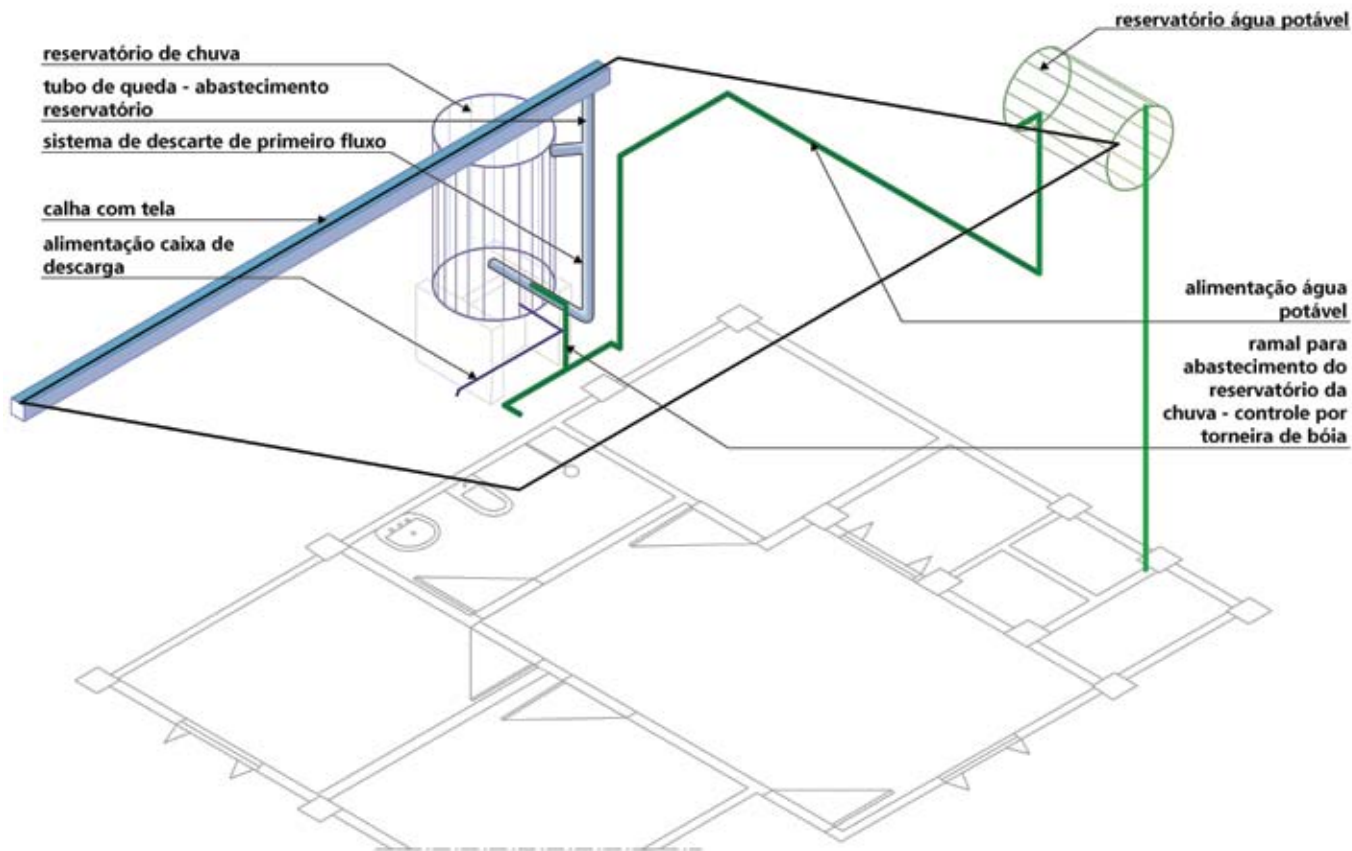 reservatório de chuva
tubo de queda - abastecimento
reservatório
sistema de descarte de primeiro fluxo
calha com tela
alimentação caixa de
descarga
reservatório água potável
alimentação água
potável
ramal para
abastecimento do
reservatório da
chuva - controle por
torneira de bóia